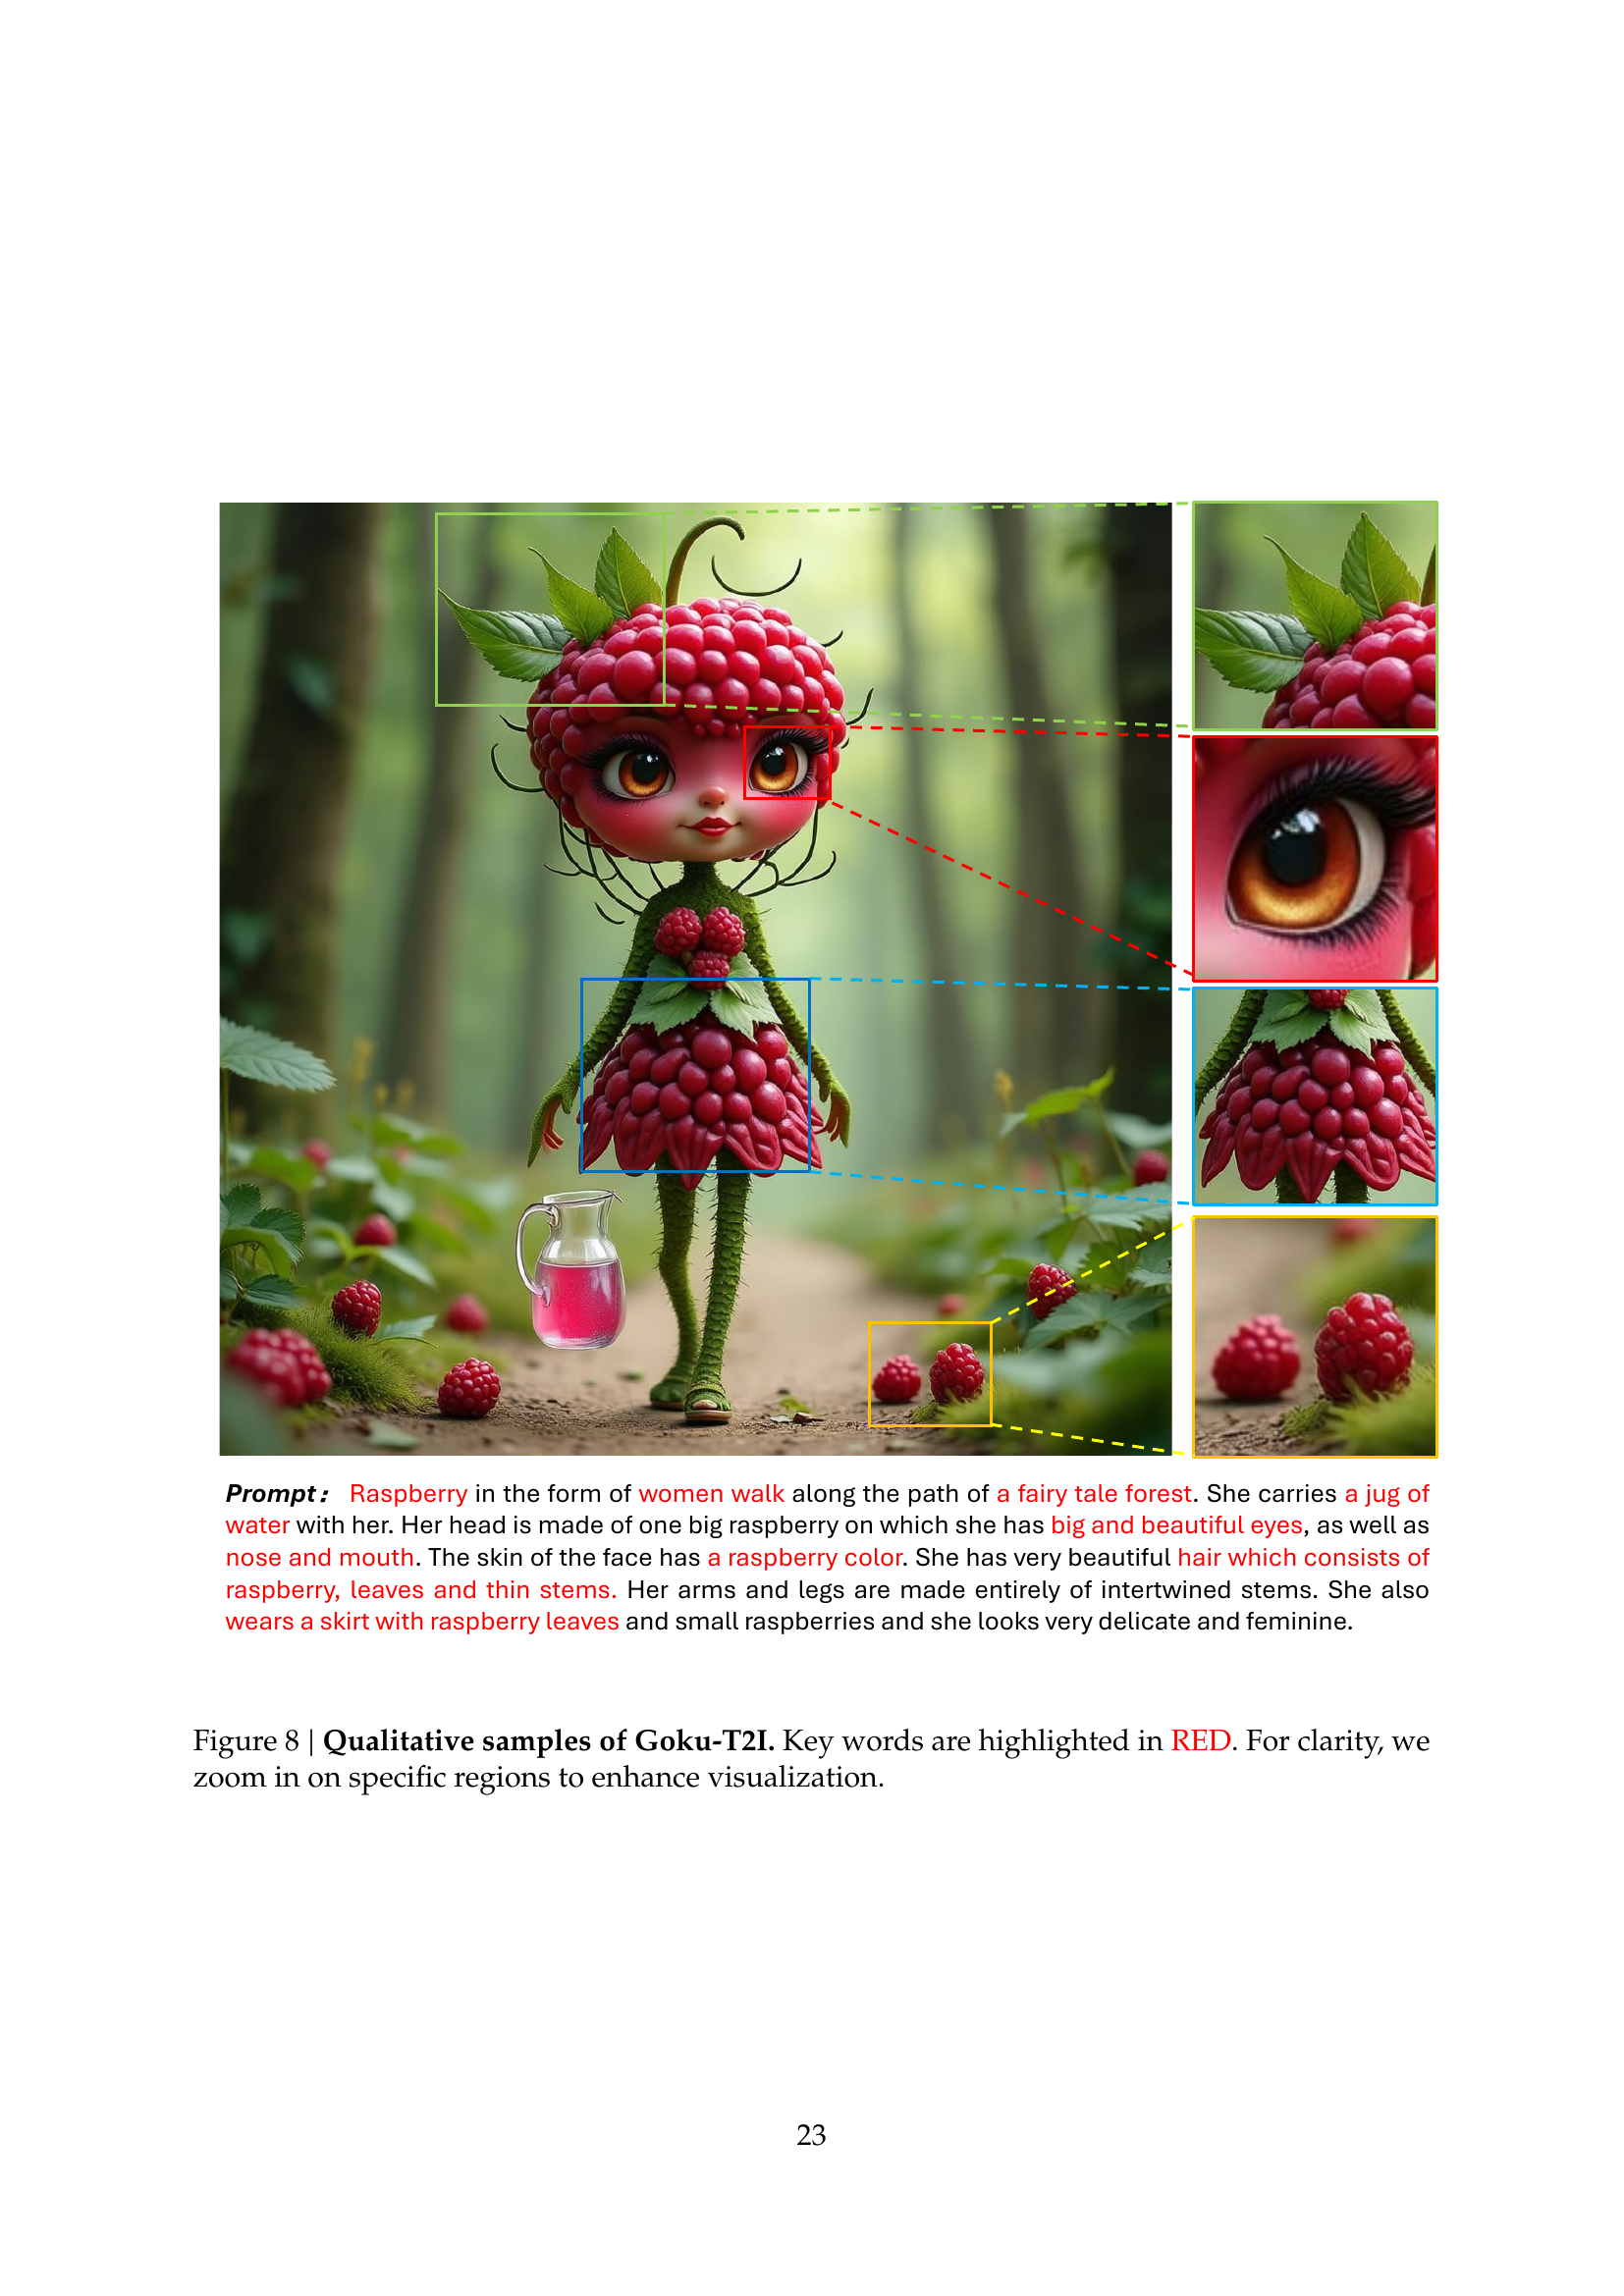 Prompt: Raspberry in the form of women walk along the path of a fairy tale forest. She carries a jug of
water with her. Her head is made of one big raspberry on which she has big and beautiful eyes, as well as
nose and mouth. The skin of the face has a raspberry color. She has very beautiful hair which consists of
raspberry, leaves and thin stems. Her arms and legs are made entirely of intertwined stems. She also
wears a skirt with raspberry leaves and small raspberries and she looks very delicate and feminine.
Figure 8 | Qualitative samples of Goku-T2I. Key words are highlighted in RED. For clarity, we
zoom in on specific regions to enhance visualization.
23